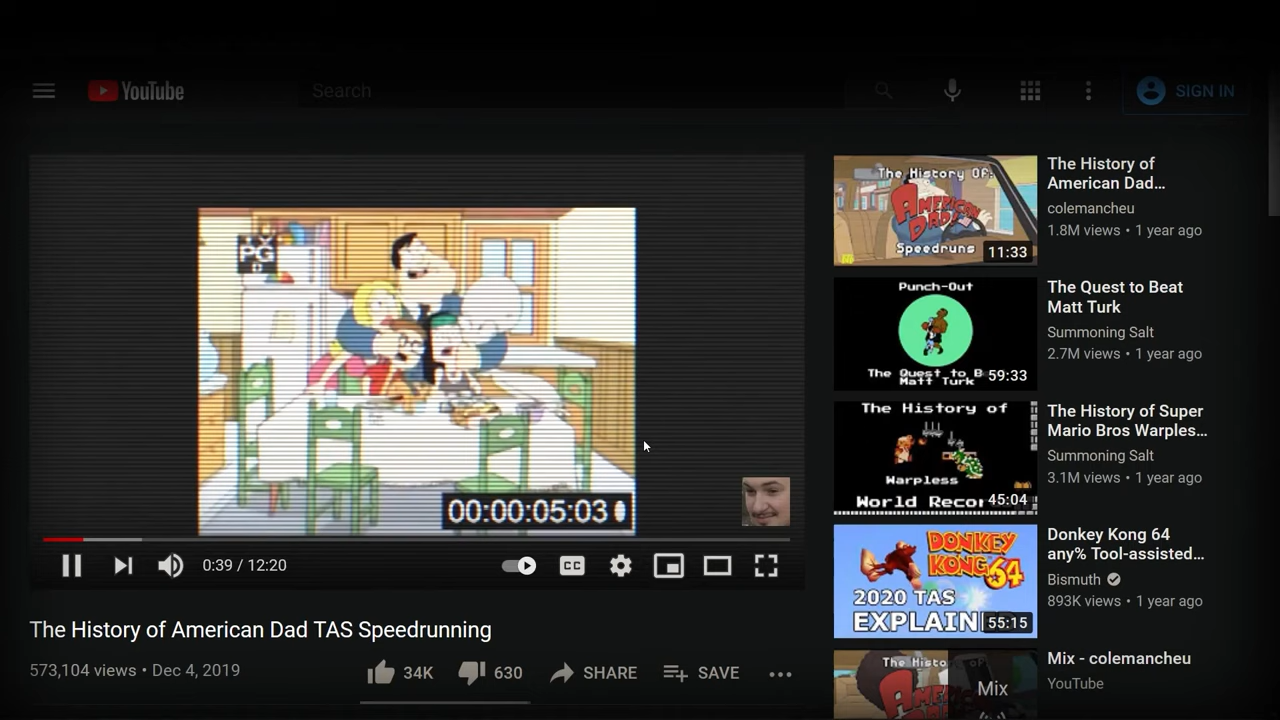 YouTube
Search
SIGN IN
TV
PG
D
00:00:05:03
CC
0:39 / 12:20
The History of American Dad TAS Speedrunning
573,104 views • Dec 4, 2019
34K
630
SHARE
SAVE
The History Of:
AMERICAN
DAD!
Speedruns
11:33
The History of
American Dad...
colemancheu
1.8M views • 1 year ago
Punch-Out
The Quest to B
Matt Turk
59:33
The Quest to Beat
Matt Turk
Summoning Salt
2.7M views • 1 year ago
The History of
Warpless
World Recor
45:04
The History of Super
Mario Bros Warples...
Summoning Salt
3.1M views • 1 year ago
DONKEY
KONG 64
2020 TAS
EXPLAIN
55:15
Donkey Kong 64
any% Tool-assisted...
Bismuth
893K views • 1 year ago
The Histo
of:
Mix
Mix - colemancheu
YouTube